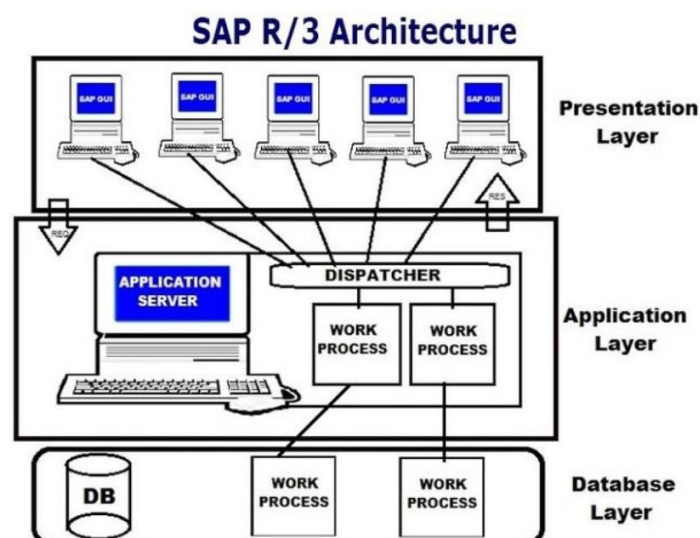 SAP R/3 Architecture
SAP GUI
SAP GUI
SAP GUI
SAP GUI
SAP GUI
Presentation
Layer
REQ
RES
DISPATCHER
APPLICATION
SERVER
WORK
PROCESS
WORK
PROCESS
Application
Layer
DB
WORK
PROCESS
WORK
PROCESS
Database
Layer